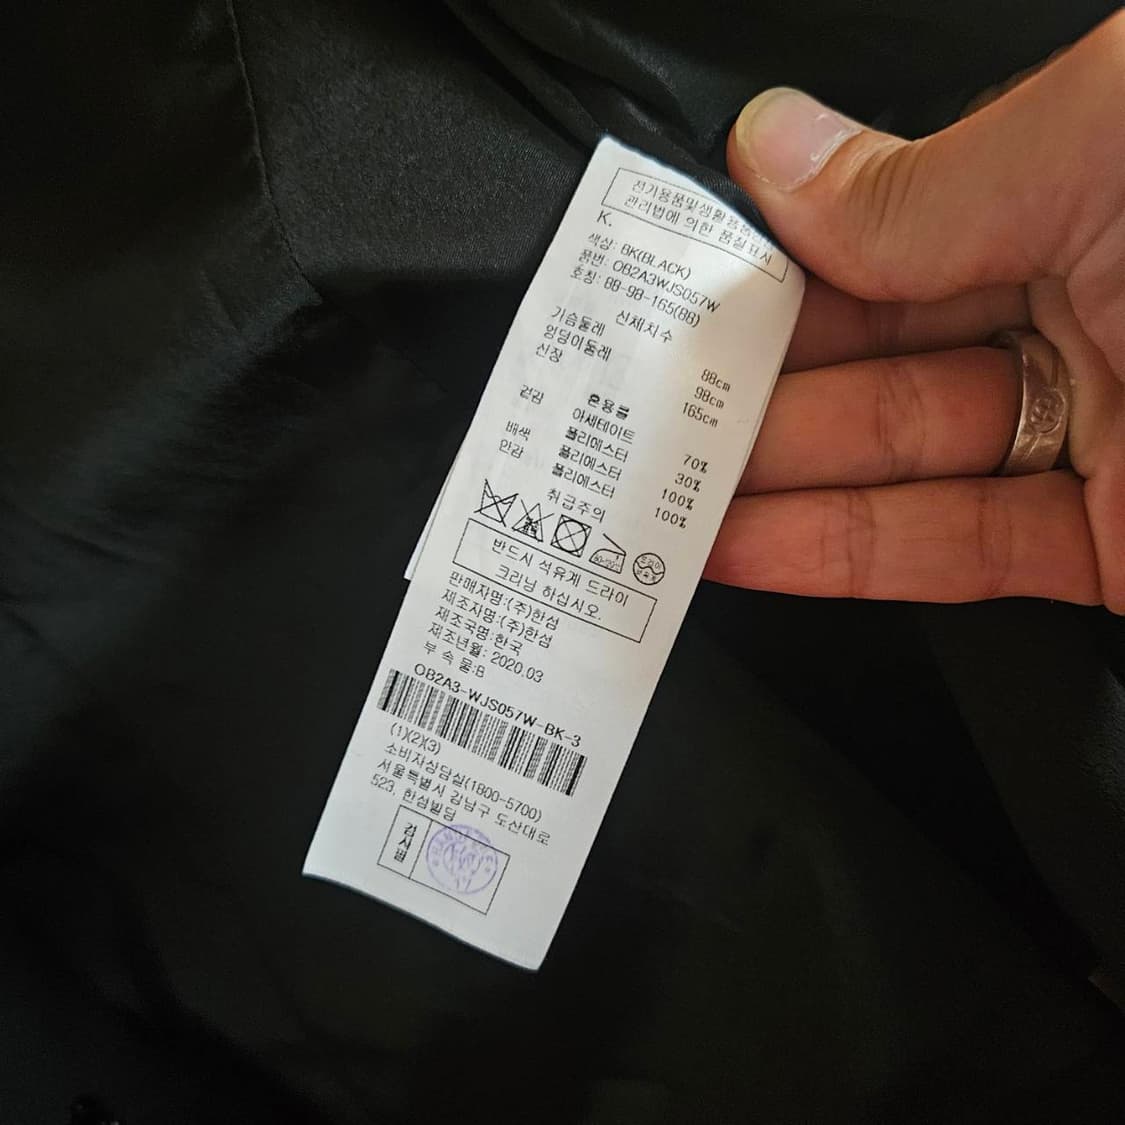 전기용품및생활용품안전
관리법에 의한 품질표시
K.
색상: BK(BLACK)
품번: OB2A3WJS057W
호칭: 88-98-165(88)
신체치수
가슴둘레 88cm
엉덩이둘레 98cm
신장 165cm
혼용률
겉감 아세테이트 70%
폴리에스터 30%
배색 폴리에스터 100%
안감 폴리에스터 100%
취급주의
반드시 석유계 드라이
크리닝 하십시오.
판매자명:(주)한섬
제조자명:(주)한섬
제조국명:한국
제조년월: 2020.03
부 속 물:B
OB2A3-WJS057W-BK-3
(1)(2)(3)
소비자상담실(1800-5700)
서울특별시 강남구 도산대로
523, 한섬빌딩
검사필